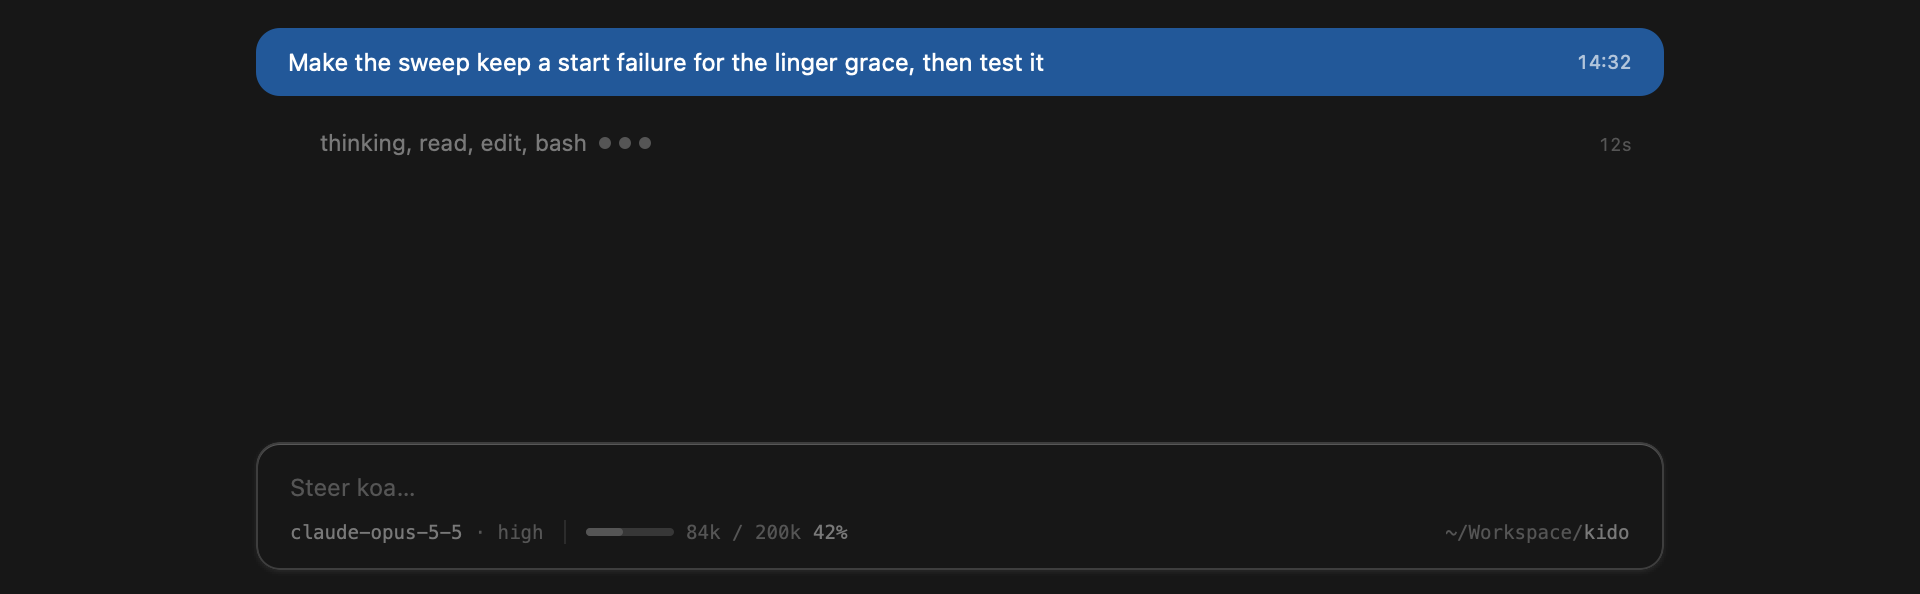 Make the sweep keep a start failure for the linger grace, then test it 14:32
thinking, read, edit, bash 12s
Steer koa...
claude-opus-5-5 · high 84k / 200k 42% ~/Workspace/kido